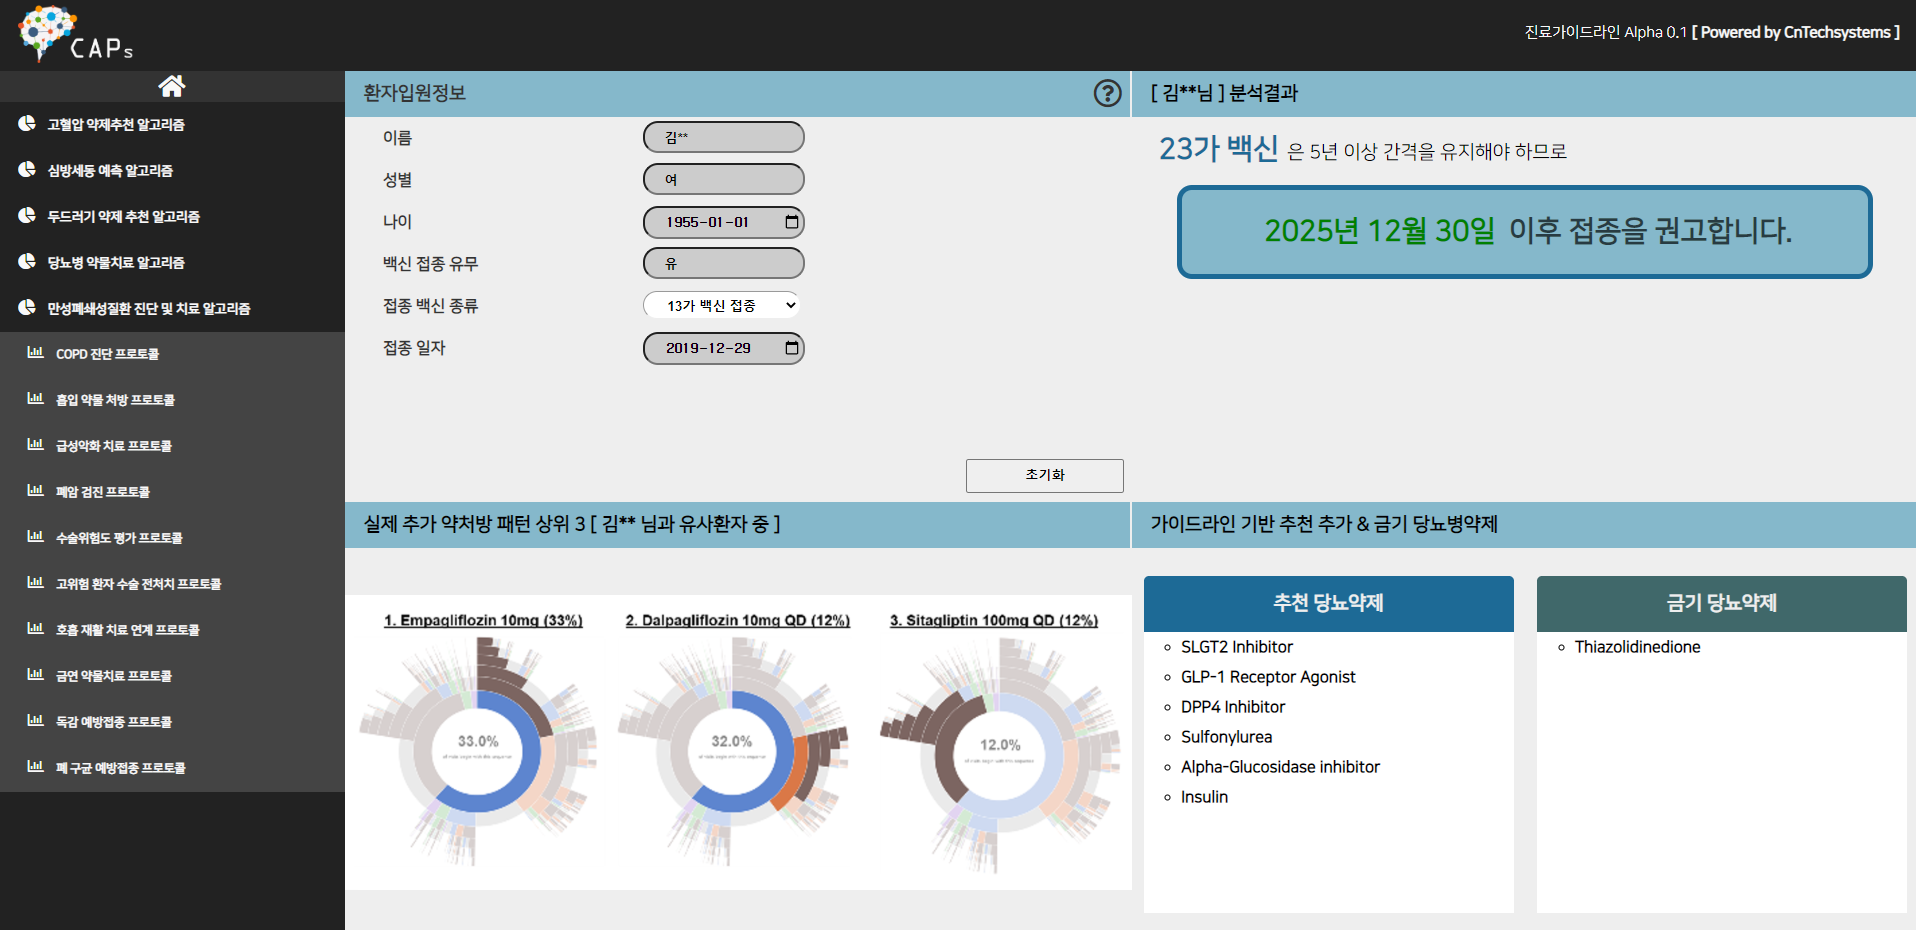 CAPs
진료가이드라인 Alpha 0.1 [ Powered by CnTechsystems ]
고혈압 약제추천 알고리즘
심방세동 예측 알고리즘
두드러기 약제 추천 알고리즘
당뇨병 약물치료 알고리즘
만성폐쇄성질환 진단 및 치료 알고리즘
COPD 진단 프로토콜
흡입 약물 처방 프로토콜
급성악화 치료 프로토콜
폐암 검진 프로토콜
수술위험도 평가 프로토콜
고위험 환자 수술 전처치 프로토콜
호흡 재활 치료 연계 프로토콜
금연 약물치료 프로토콜
독감 예방접종 프로토콜
폐 구균 예방접종 프로토콜
환자입원정보
?
이름 김**
성별 여
나이 1955-01-01
백신 접종 유무 유
접종 백신 종류 13가 백신 접종
접종 일자 2019-12-29
초기화
[ 김**님 ] 분석결과
23가 백신 은 5년 이상 간격을 유지해야 하므로
2025년 12월 30일 이후 접종을 권고합니다.
실제 추가 약처방 패턴 상위 3 [ 김** 님과 유사환자 중 ]
1. Empagliflozin 10mg (33%)
33.0%
2. Dalpagliflozin 10mg QD (12%)
32.0%
3. Sitagliptin 100mg QD (12%)
12.0%
가이드라인 기반 추천 추가 & 금기 당뇨병약제
추천 당뇨약제
SLGT2 Inhibitor
GLP-1 Receptor Agonist
DPP4 Inhibitor
Sulfonylurea
Alpha-Glucosidase inhibitor
Insulin
금기 당뇨약제
Thiazolidinedione